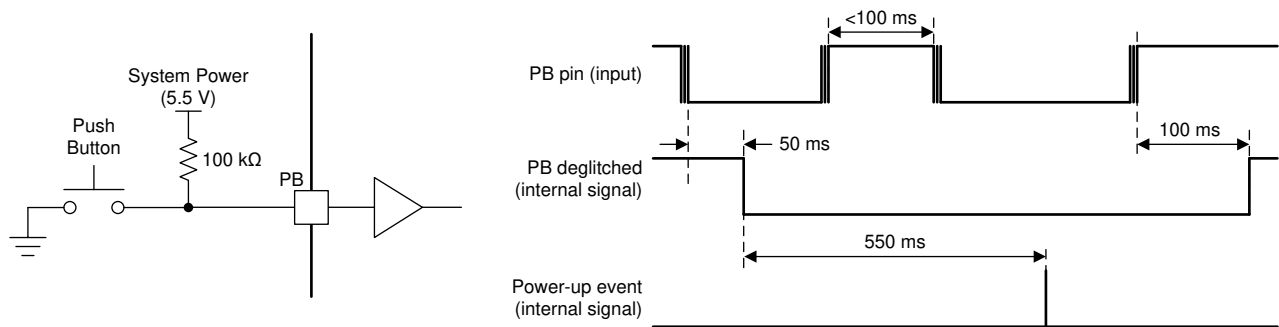 System Power
(5.5 V)
Push
Button
100 kΩ
PB
<100 ms
PB pin (input)
50 ms
100 ms
PB deglitched
(internal signal)
550 ms
Power-up event
(internal signal)